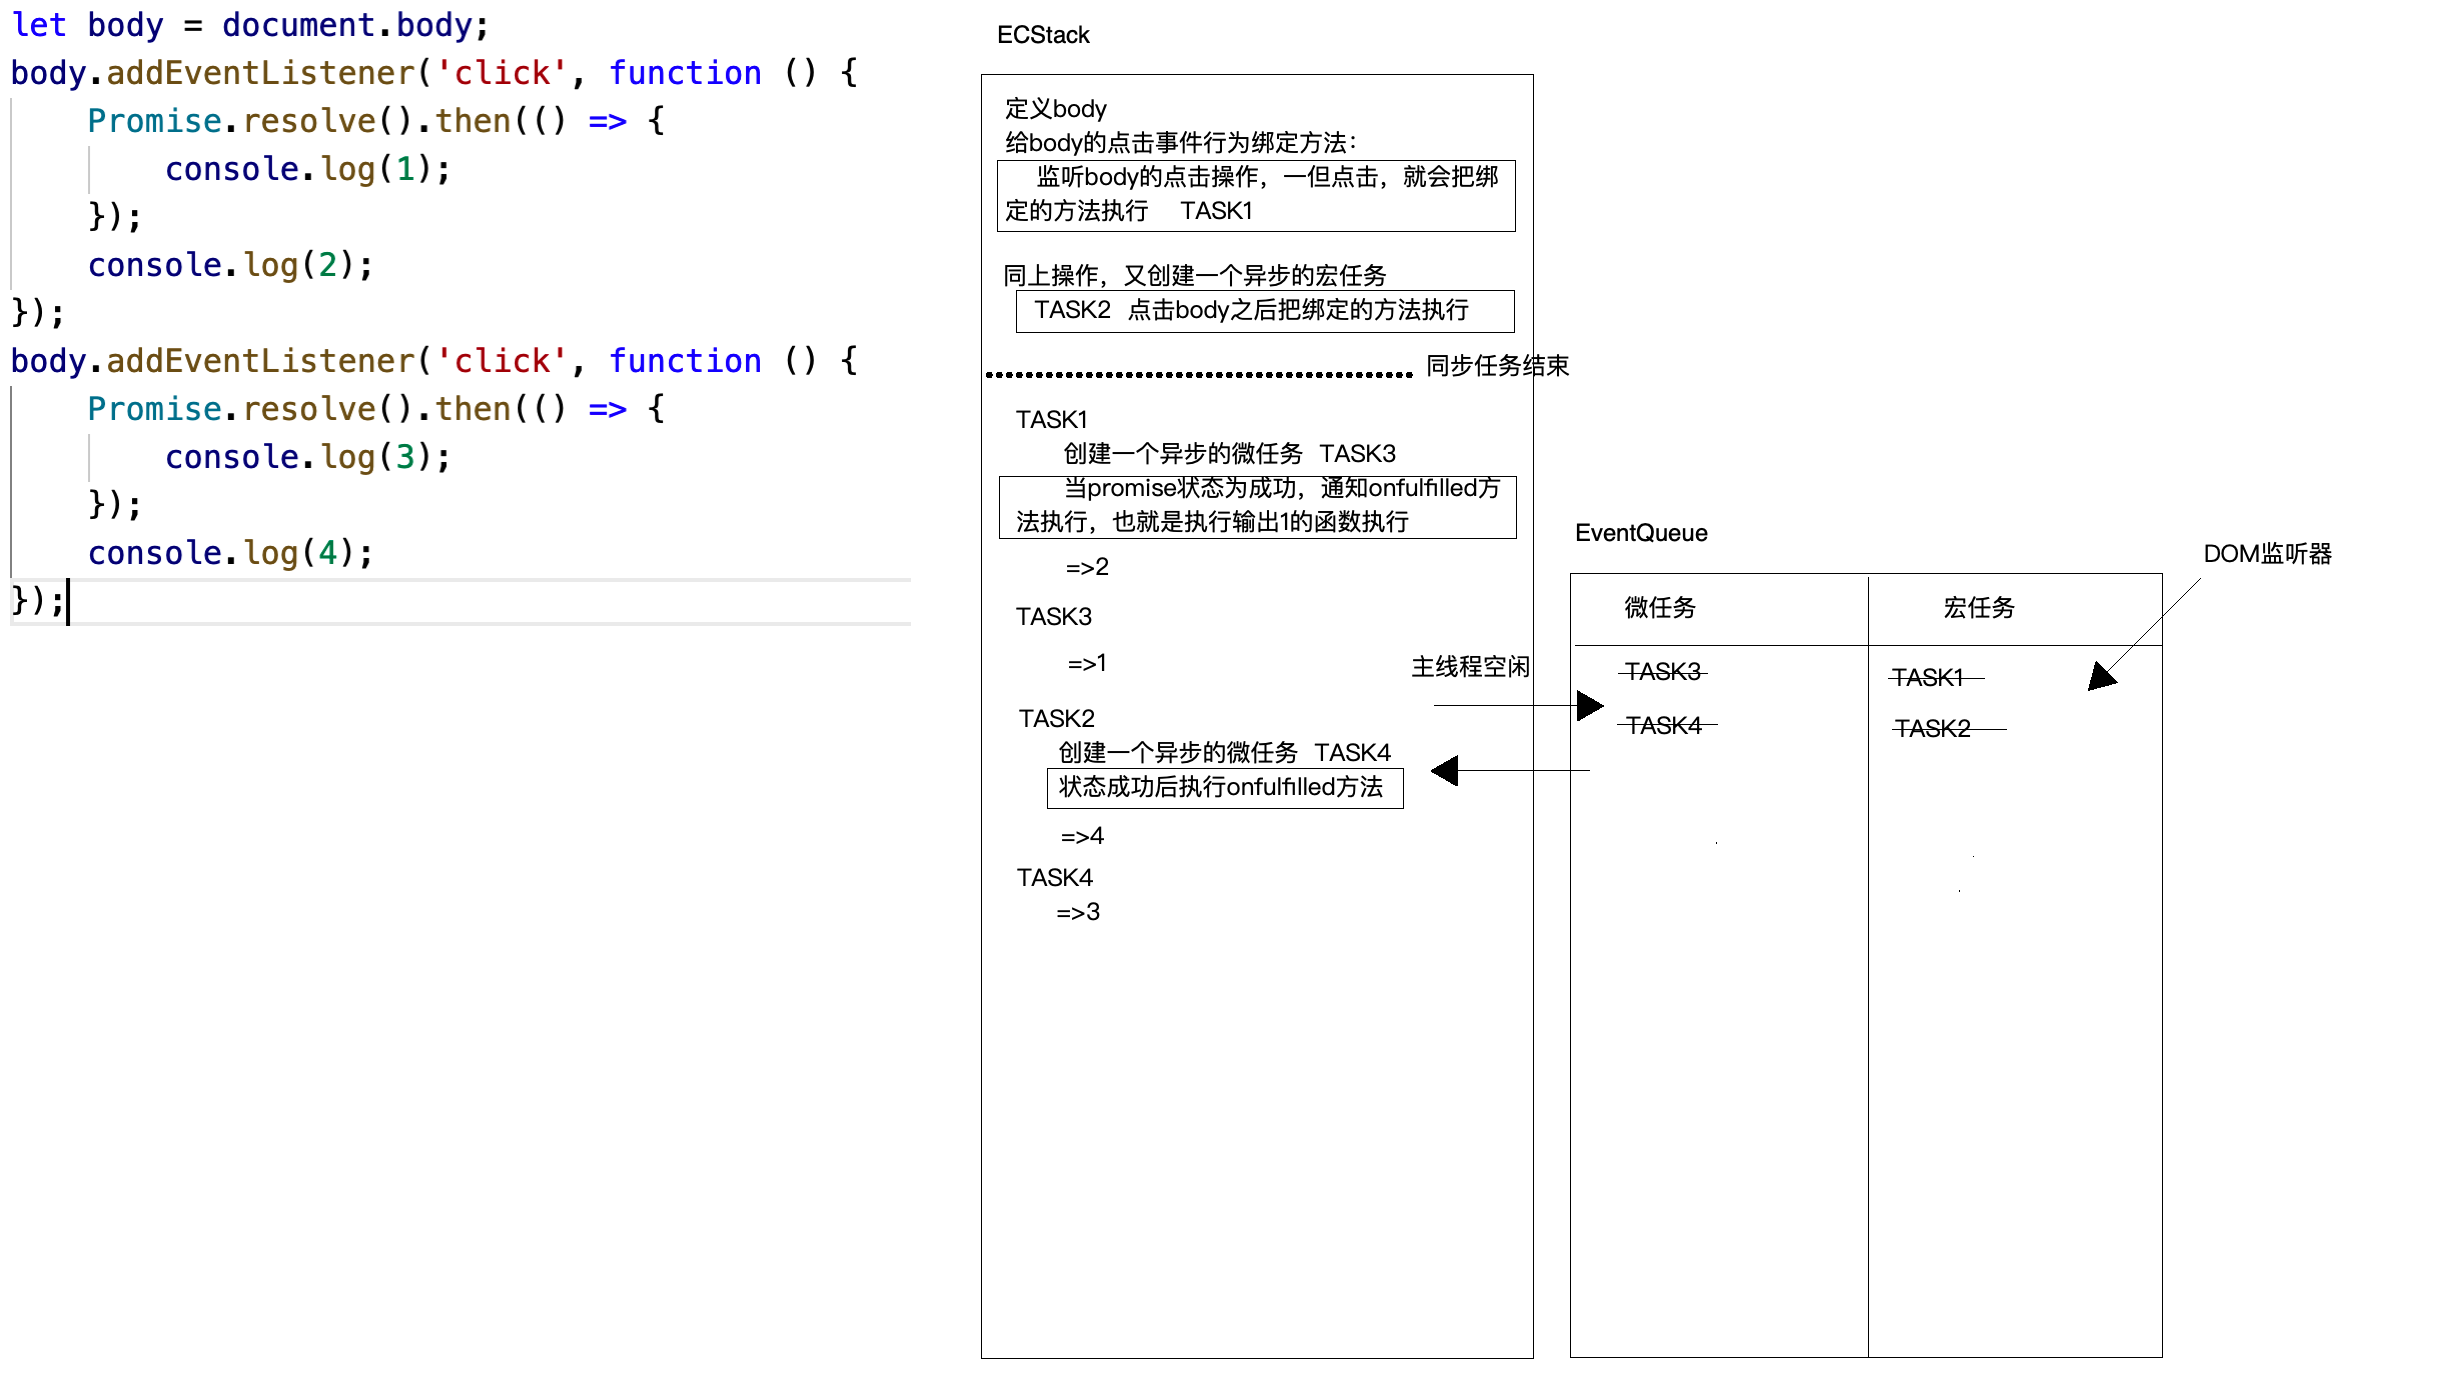 let body = document.body;
body.addEventListener('click', function () {
    Promise.resolve().then(() => {
        console.log(1);
    });
    console.log(2);
});
body.addEventListener('click', function () {
    Promise.resolve().then(() => {
        console.log(3);
    });
    console.log(4);
});
ECStack
定义body
给body的点击事件行为绑定方法：
监听body的点击操作，一但点击，就会把绑
定的方法执行 TASK1
同上操作，又创建一个异步的宏任务
TASK2 点击body之后把绑定的方法执行
同步任务结束
TASK1
创建一个异步的微任务 TASK3
当promise状态为成功，通知onfulfilled方
法执行，也就是执行输出1的函数执行
=>2
TASK3
=>1
主线程空闲
TASK2
创建一个异步的微任务 TASK4
状态成功后执行onfulfilled方法
=>4
TASK4
=>3
EventQueue
DOM监听器
微任务 宏任务
TASK3 TASK1
TASK4 TASK2